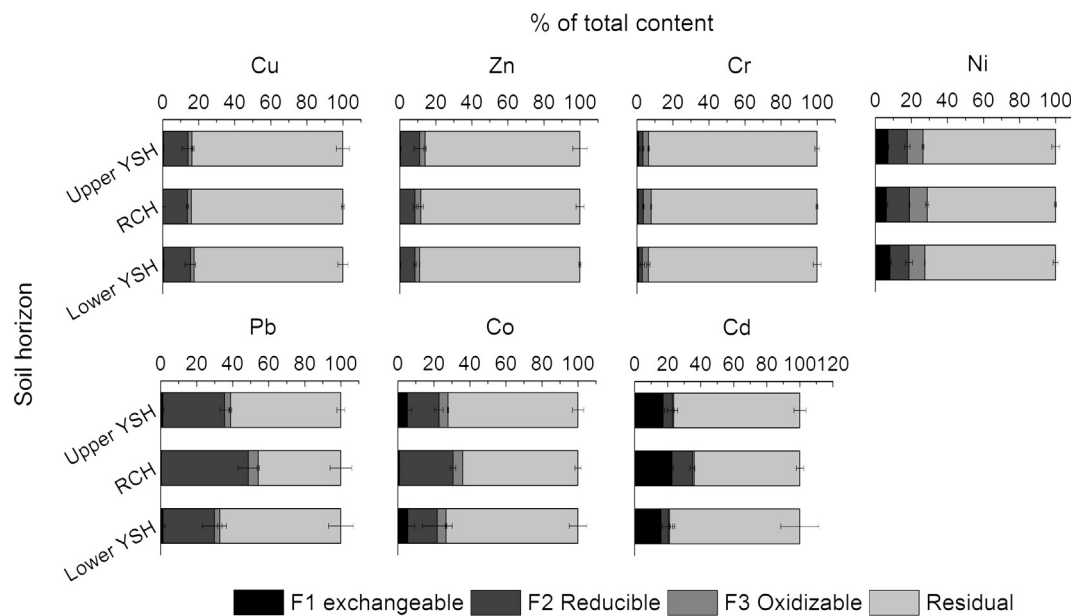 % of total content
Cu Zn Cr Ni
0 20 40 60 80 100 0 20 40 60 80 100 0 20 40 60 80 100 0 20 40 60 80 100
Upper YSH
RCH
Lower YSH
Soil horizon
Pb Co Cd
0 20 40 60 80 100 0 20 40 60 80 100 0 20 40 60 80 100 120
Upper YSH
RCH
Lower YSH
F1 exchangeable F2 Reducible F3 Oxidizable Residual